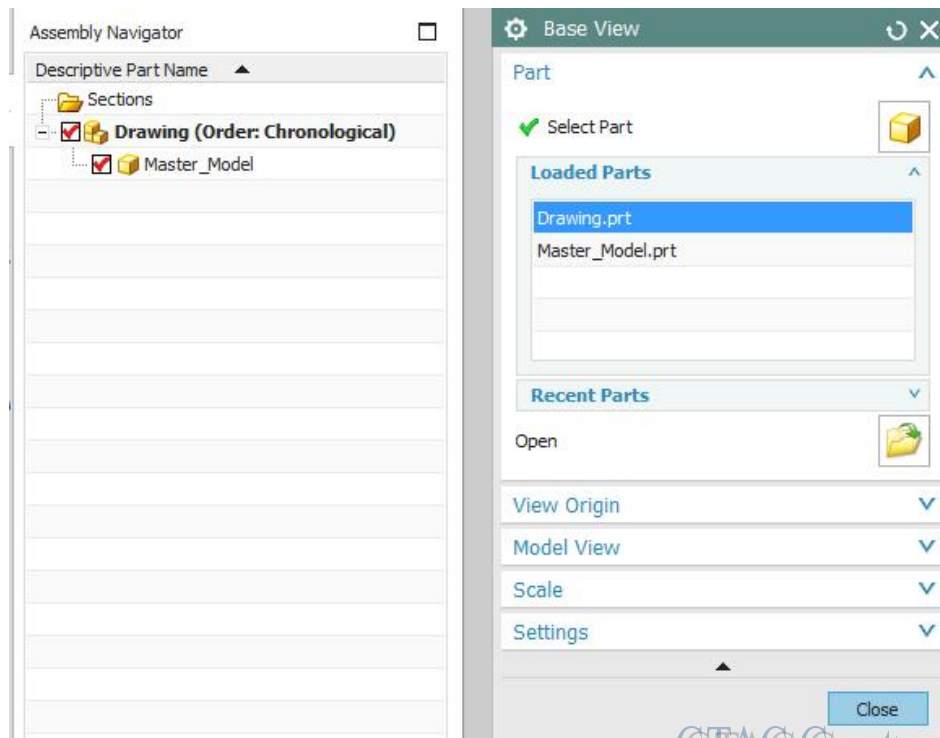 Assembly Navigator
Descriptive Part Name
Sections
Drawing (Order: Chronological)
Master_Model
Base View
Part
Select Part
Loaded Parts
Drawing.prt
Master_Model.prt
Recent Parts
Open
View Origin
Model View
Scale
Settings
Close